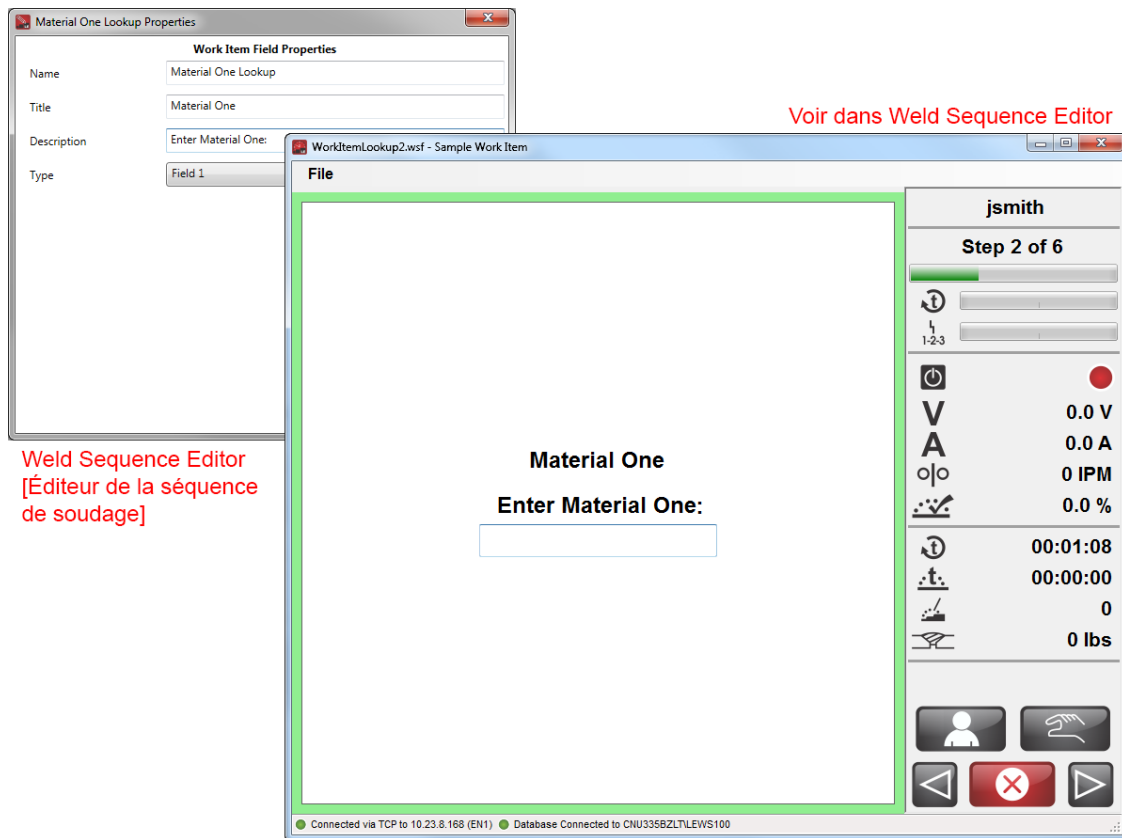 Material One Lookup Properties
Work Item Field Properties
Name
Material One Lookup
Title
Material One
Description
Enter Material One:
Type
Field 1
Weld Sequence Editor
[Éditeur de la séquence
de soudage]
Voir dans Weld Sequence Editor
WorkItemLookup2.wsf - Sample Work Item
File
Material One
Enter Material One:
jsmith
Step 2 of 6
t
1-2-3
V 0.0 V
A 0.0 A
0 IPM
0.0 %
t 00:01:08
.t. 00:00:00
0
0 lbs
Connected via TCP to 10.23.8.168 (EN1) Database Connected to CNU335BZLT\LEWS100